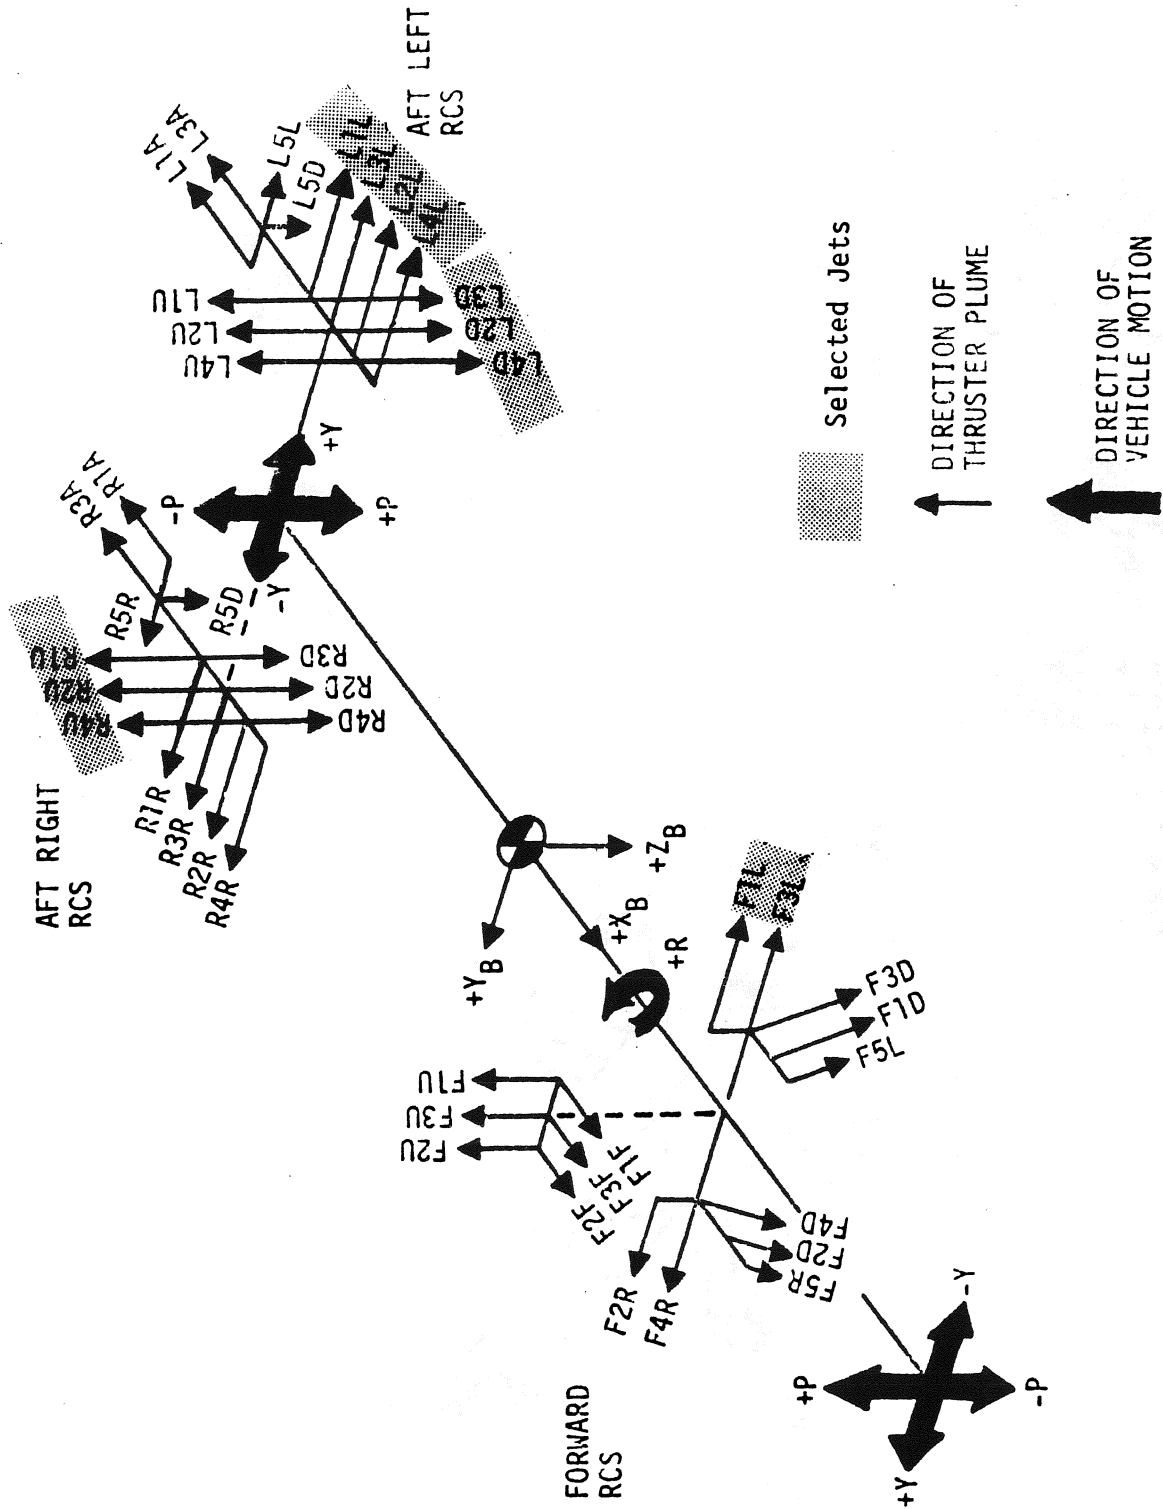 AFT RIGHT
RCS
R1U
R2U
R4U
R1R
R3R
R2R
R4R
R3D
R2D
R4D
R5R
R5D
R3A
R1A
-P
+P
-Y
+Y
AFT LEFT
RCS
L1A
L3A
L5L
L5D
L1L
L3L
L2L
L4L
L1U
L2U
L4U
L3D
L2D
L4D
+Y B
+X B
+Z B
+R
FORWARD
RCS
F1U
F3U
F2U
F2F
F3F
F1F
F1L
F3L
F3D
F1D
F5L
F2R
F4R
F4D
F2D
F5R
+P
-P
+Y
-Y
Selected Jets
DIRECTION OF
THRUSTER PLUME
DIRECTION OF
VEHICLE MOTION